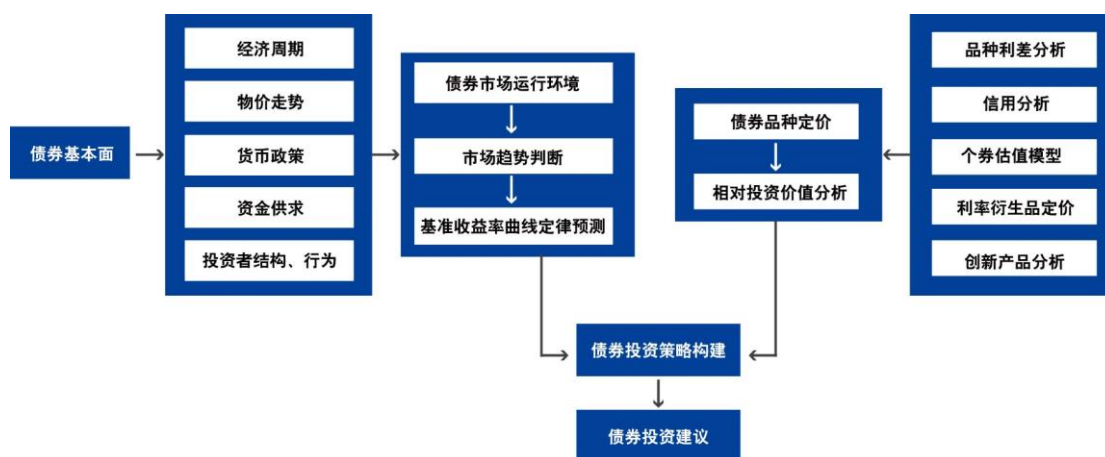 债券基本面
经济周期
物价走势
货币政策
资金供求
投资者结构、行为
债券市场运行环境
市场趋势判断
基准收益率曲线定律预测
债券品种定价
相对投资价值分析
品种利差分析
信用分析
个券估值模型
利率衍生品定价
创新产品分析
债券投资策略构建
债券投资建议